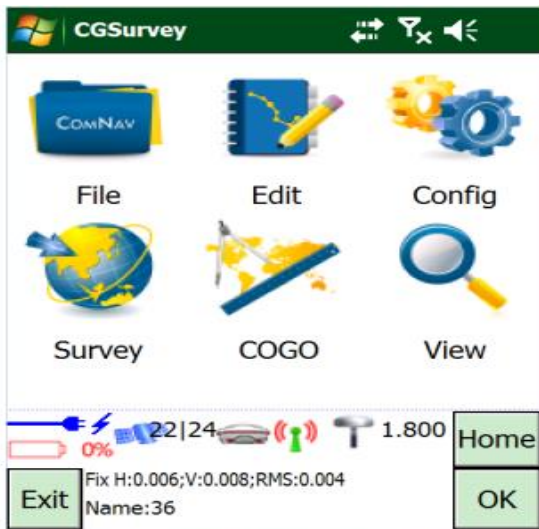 CGSurvey
COMNAV
File Edit Config
Survey COGO View
22|24 1.800 Home
0%
Fix H:0.006;V:0.008;RMS:0.004
Exit Name:36 OK